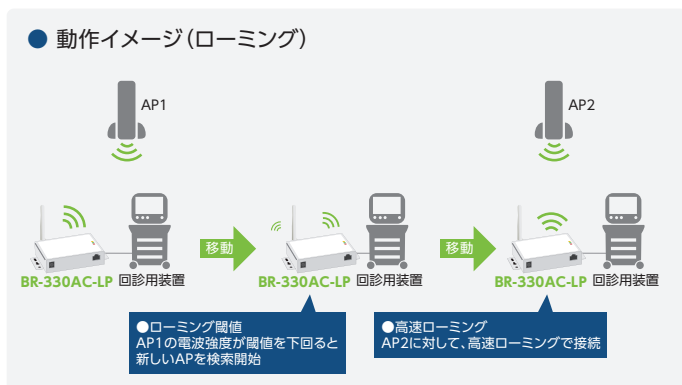 ● 動作イメージ(ローミング)
AP1
AP2
移動
移動
BR-330AC-LP 回診用装置
BR-330AC-LP 回診用装置
BR-330AC-LP 回診用装置
●ローミング閾値
AP1の電波強度が閾値を下回ると
新しいAPを検索開始
●高速ローミング
AP2に対して、高速ローミングで接続